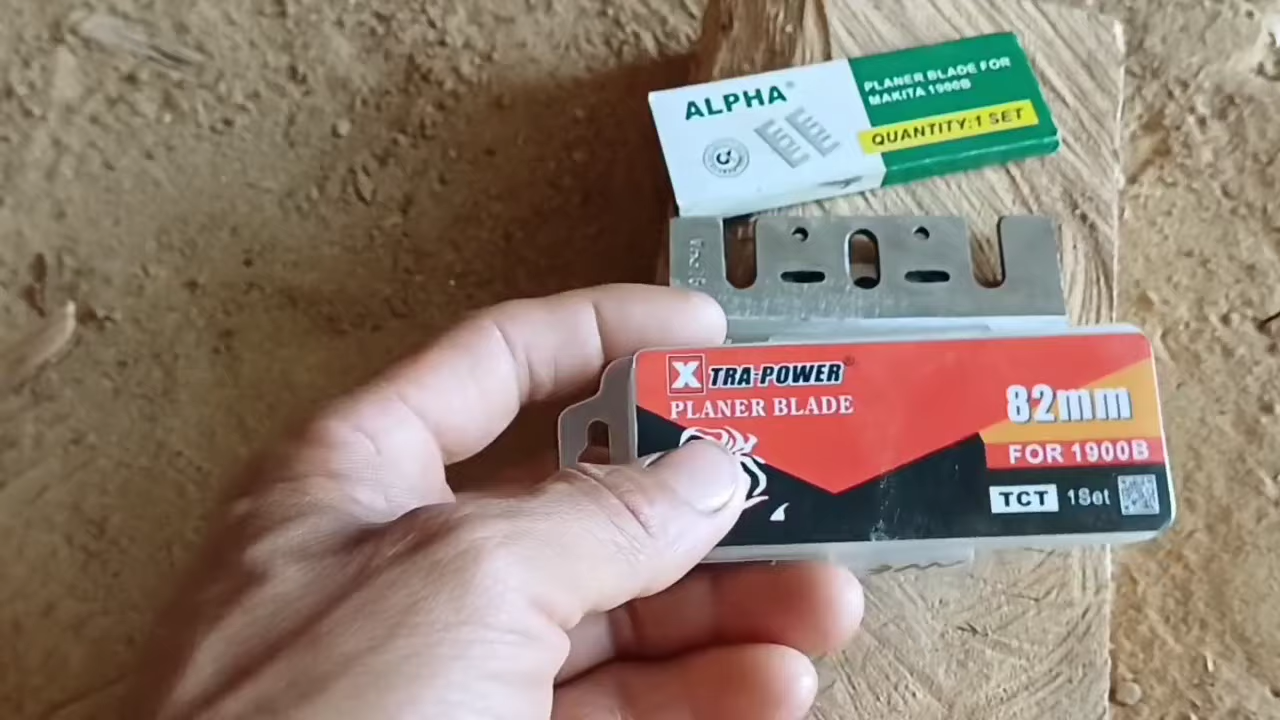 ALPHA®
PLANER BLADE FOR
MAKITA 1900B
QUANTITY:1 SET
X TRA-POWER®
PLANER BLADE
82mm
FOR 1900B
TCT 1Set